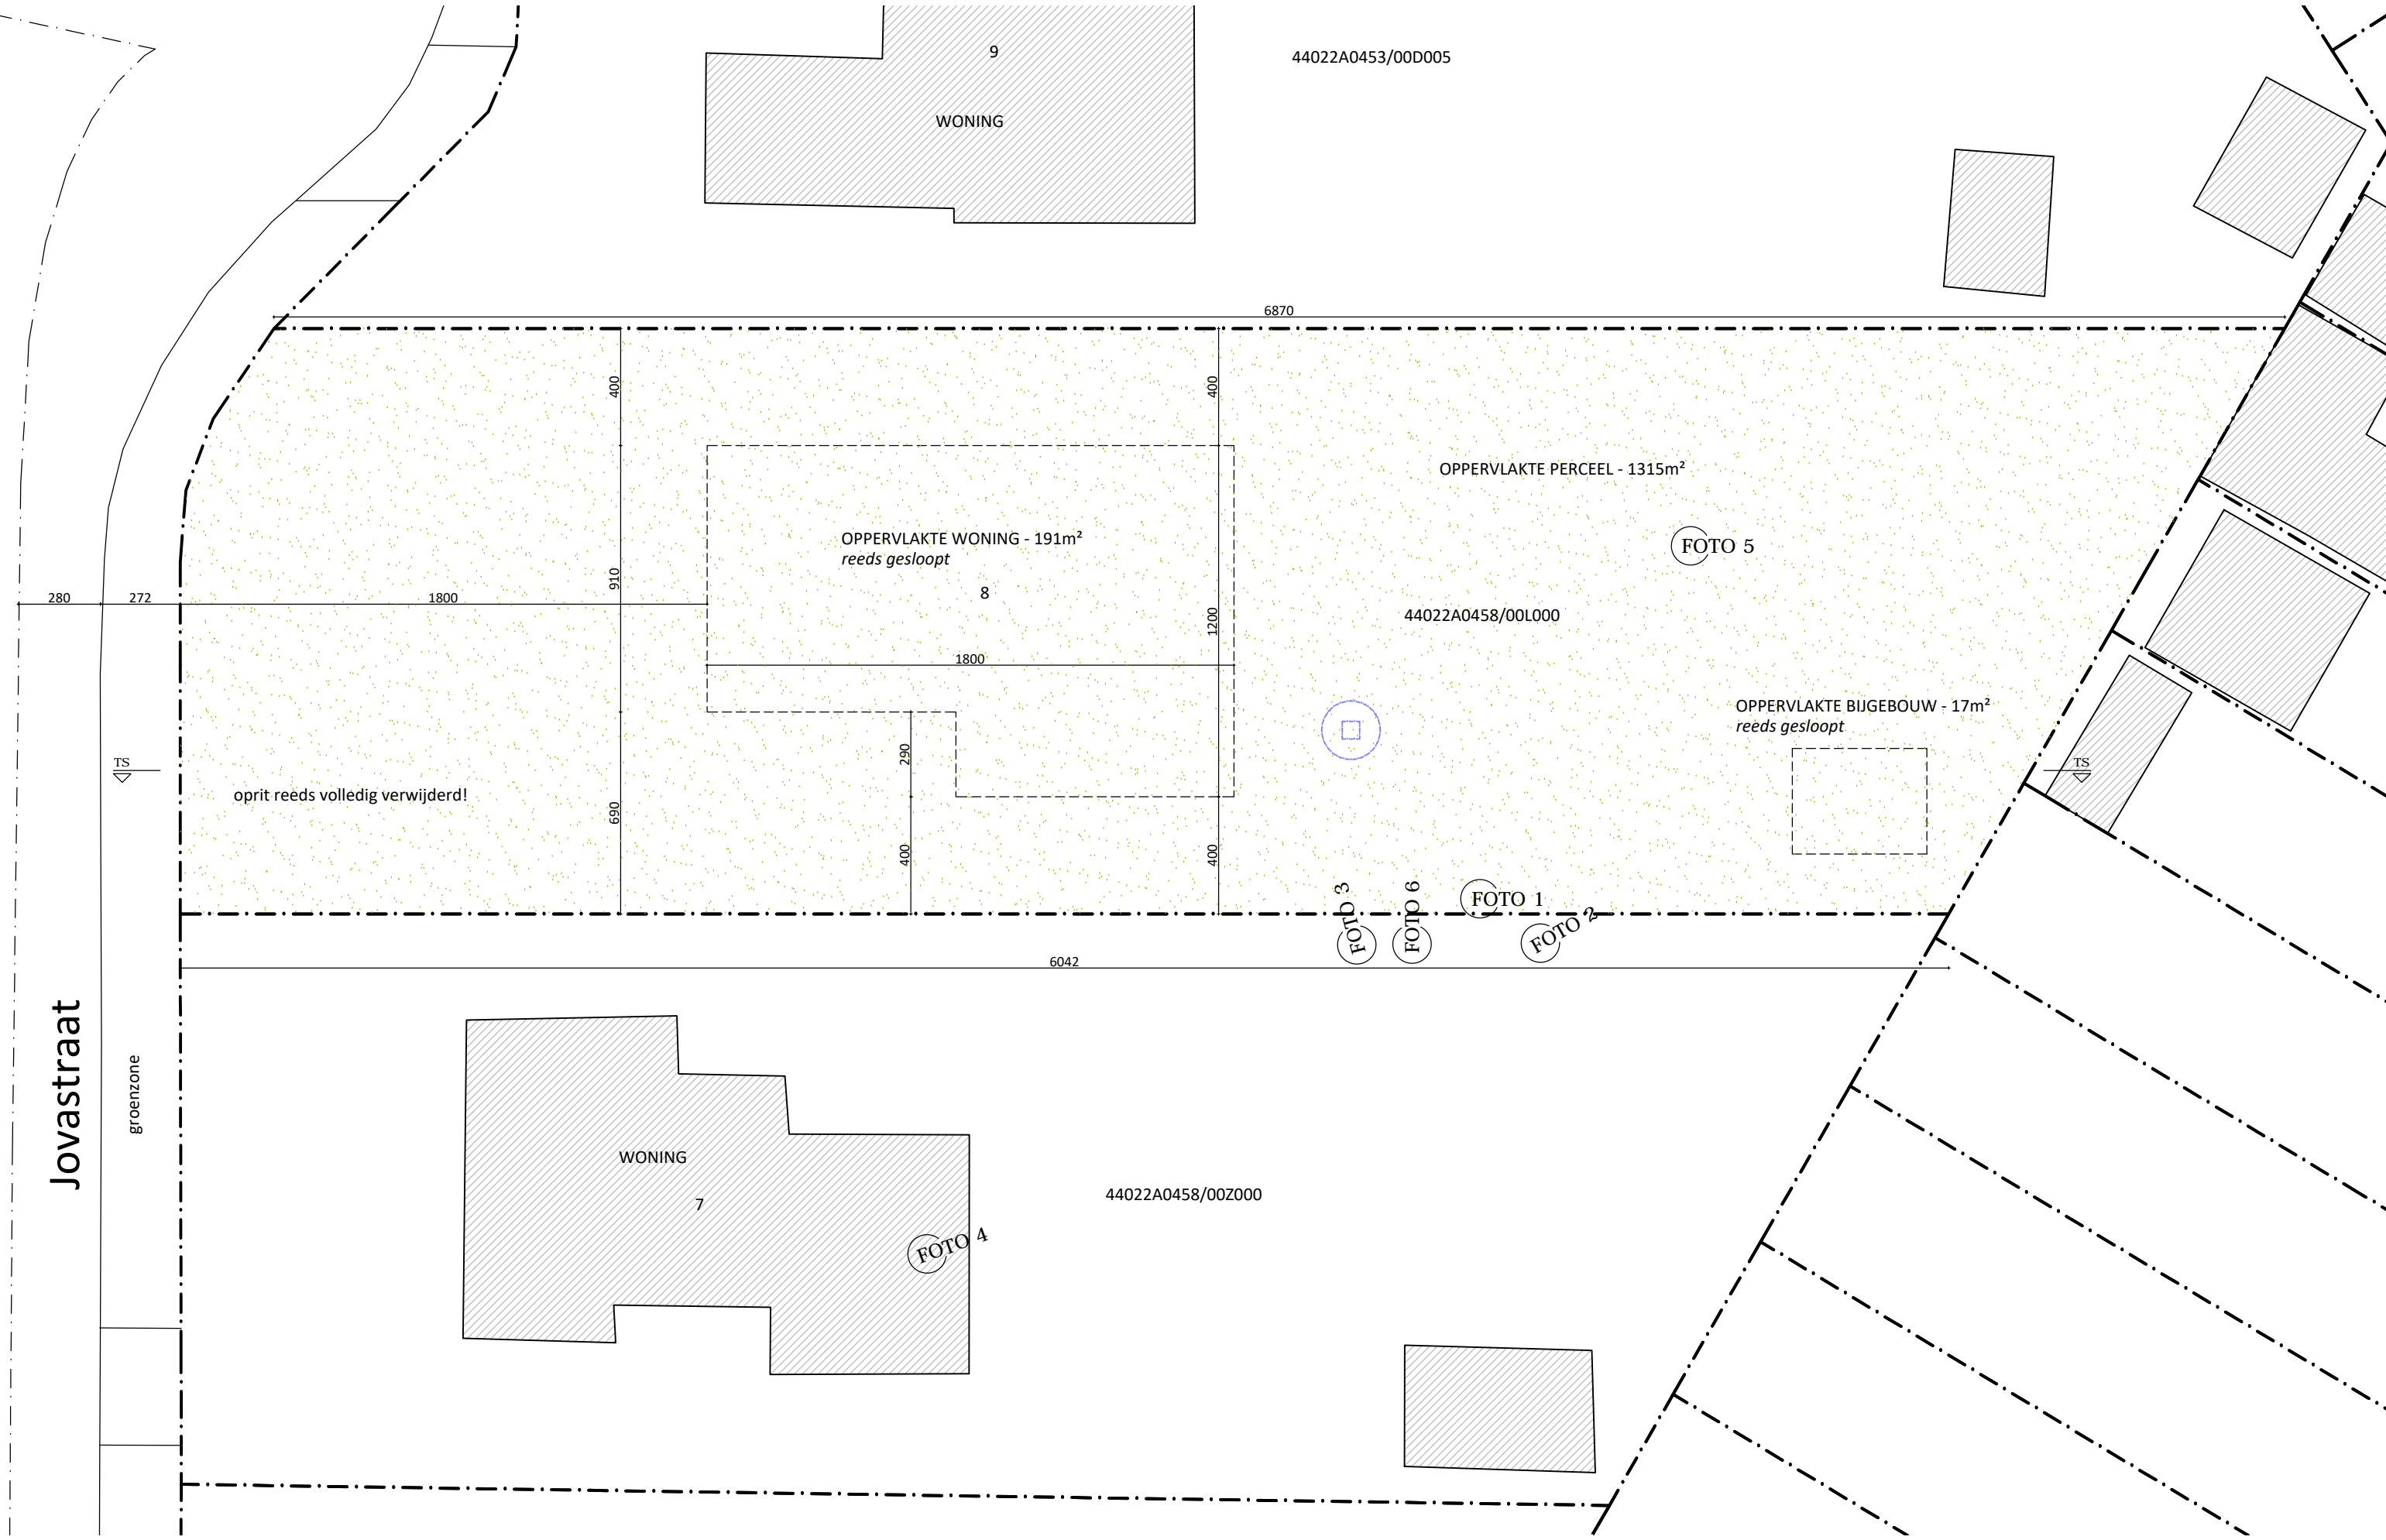 9
44022A0453/00D005
WONING
6870
400
400
OPPERVLAKTE PERCEEL - 1315m²
OPPERVLAKTE WONING - 191m²
reeds gesloopt
FOTO 5
910
8
280
272
1800
1200
44022A0458/00L000
1800
OPPERVLAKTE BIJGEBOUW - 17m²
reeds gesloopt
290
TS
TS
oprit reeds volledig verwijderd!
690
400
400
FOTO 3
FOTO 6
FOTO 1
FOTO 2
6042
Jovastraat
groenzone
WONING
7
44022A0458/00Z000
FOTO 4